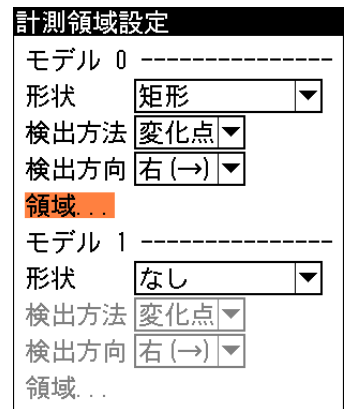 計測領域設定
モデル 0 ---------------
形状 矩形
検出方法 変化点
検出方向 右(→)
領域...
モデル 1 ---------------
形状 なし
検出方法 変化点
検出方向 右(→)
領域...